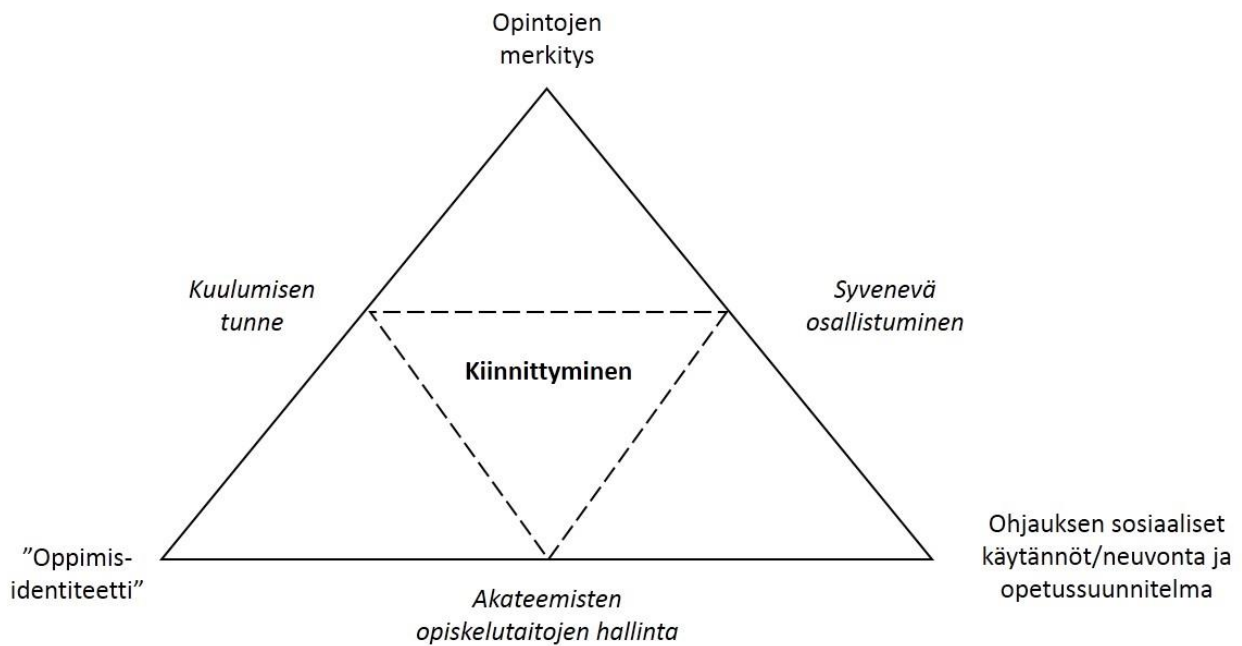 Opintojen
merkitys
Kuulumisen
tunne
Syvenevä
osallistuminen
Kiinnittyminen
"Oppimis-
identiteetti"
Akateemisten
opiskelutaitojen hallinta
Ohjauksen sosiaaliset
käytännöt/neuvonta ja
opetussuunnitelma